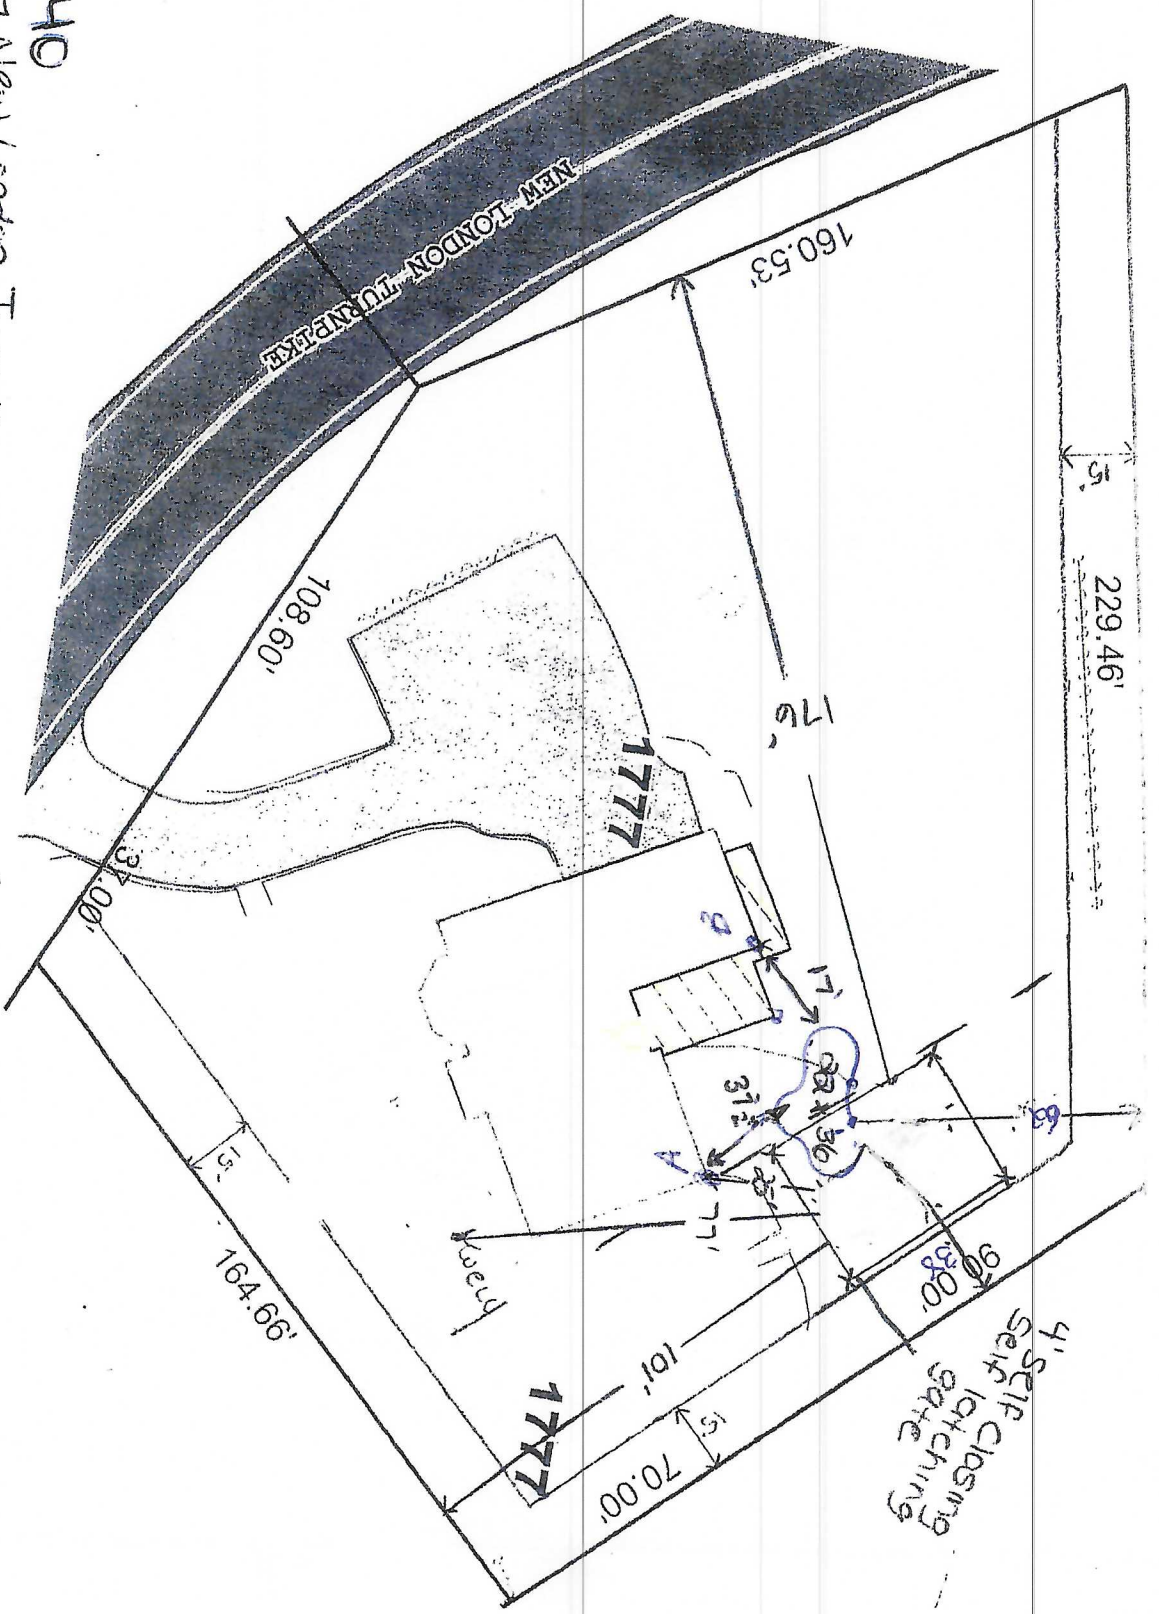 40
NEW LONDON TURNPIKE
160.53'
15'
229.46'
176'
108.60'
1777
37.00'
B
17'
32 x 36
37½
A
77'
well
15'
164.66'
101'
1777
15'
70.00'
90.00'
38'
4' self closing
self latching
gate